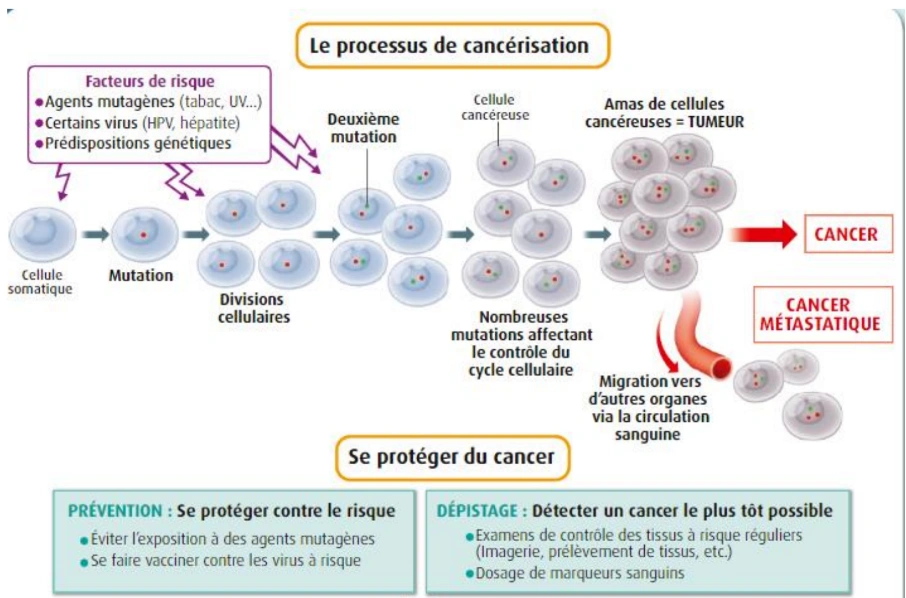 Le processus de cancérisation
Facteurs de risque
• Agents mutagènes (tabac, UV...)
• Certains virus (HPV, hépatite)
• Prédispositions génétiques
Cellule
somatique
Mutation
Divisions
cellulaires
Deuxième
mutation
Cellule
cancéreuse
Nombreuses
mutations affectant
le contrôle du
cycle cellulaire
Amas de cellules
cancéreuses = TUMEUR
CANCER
CANCER
MÉTASTATIQUE
Migration vers
d'autres organes
via la circulation
sanguine
Se protéger du cancer
PRÉVENTION : Se protéger contre le risque
• Éviter l'exposition à des agents mutagènes
• Se faire vacciner contre les virus à risque
DÉPISTAGE : Détecter un cancer le plus tôt possible
• Examens de contrôle des tissus à risque réguliers
(Imagerie, prélèvement de tissus, etc.)
• Dosage de marqueurs sanguins